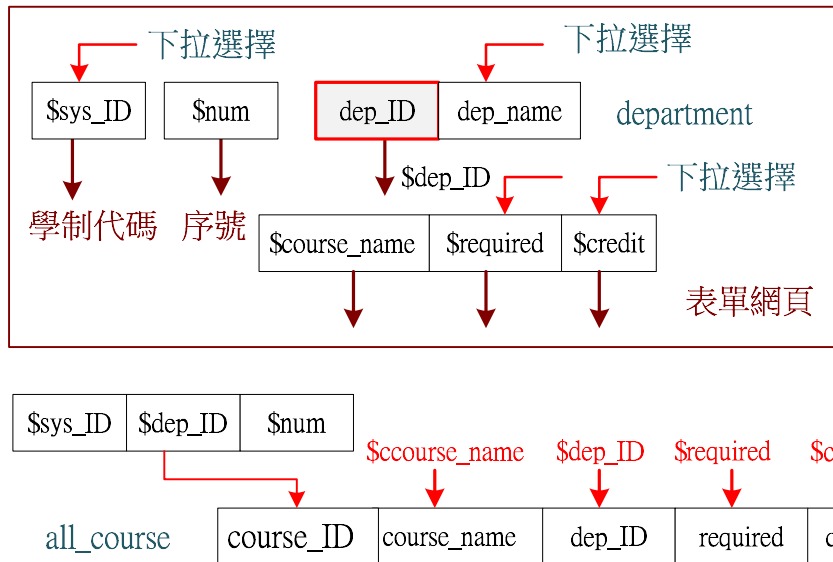 下拉選擇 下拉選擇
$sys_ID $num dep_ID dep_name department
$dep_ID 下拉選擇
學制代碼 序號 $course_name $required $credit
表單網頁
$sys_ID $dep_ID $num
$ccourse_name $dep_ID $required
all_course course_ID course_name dep_ID required